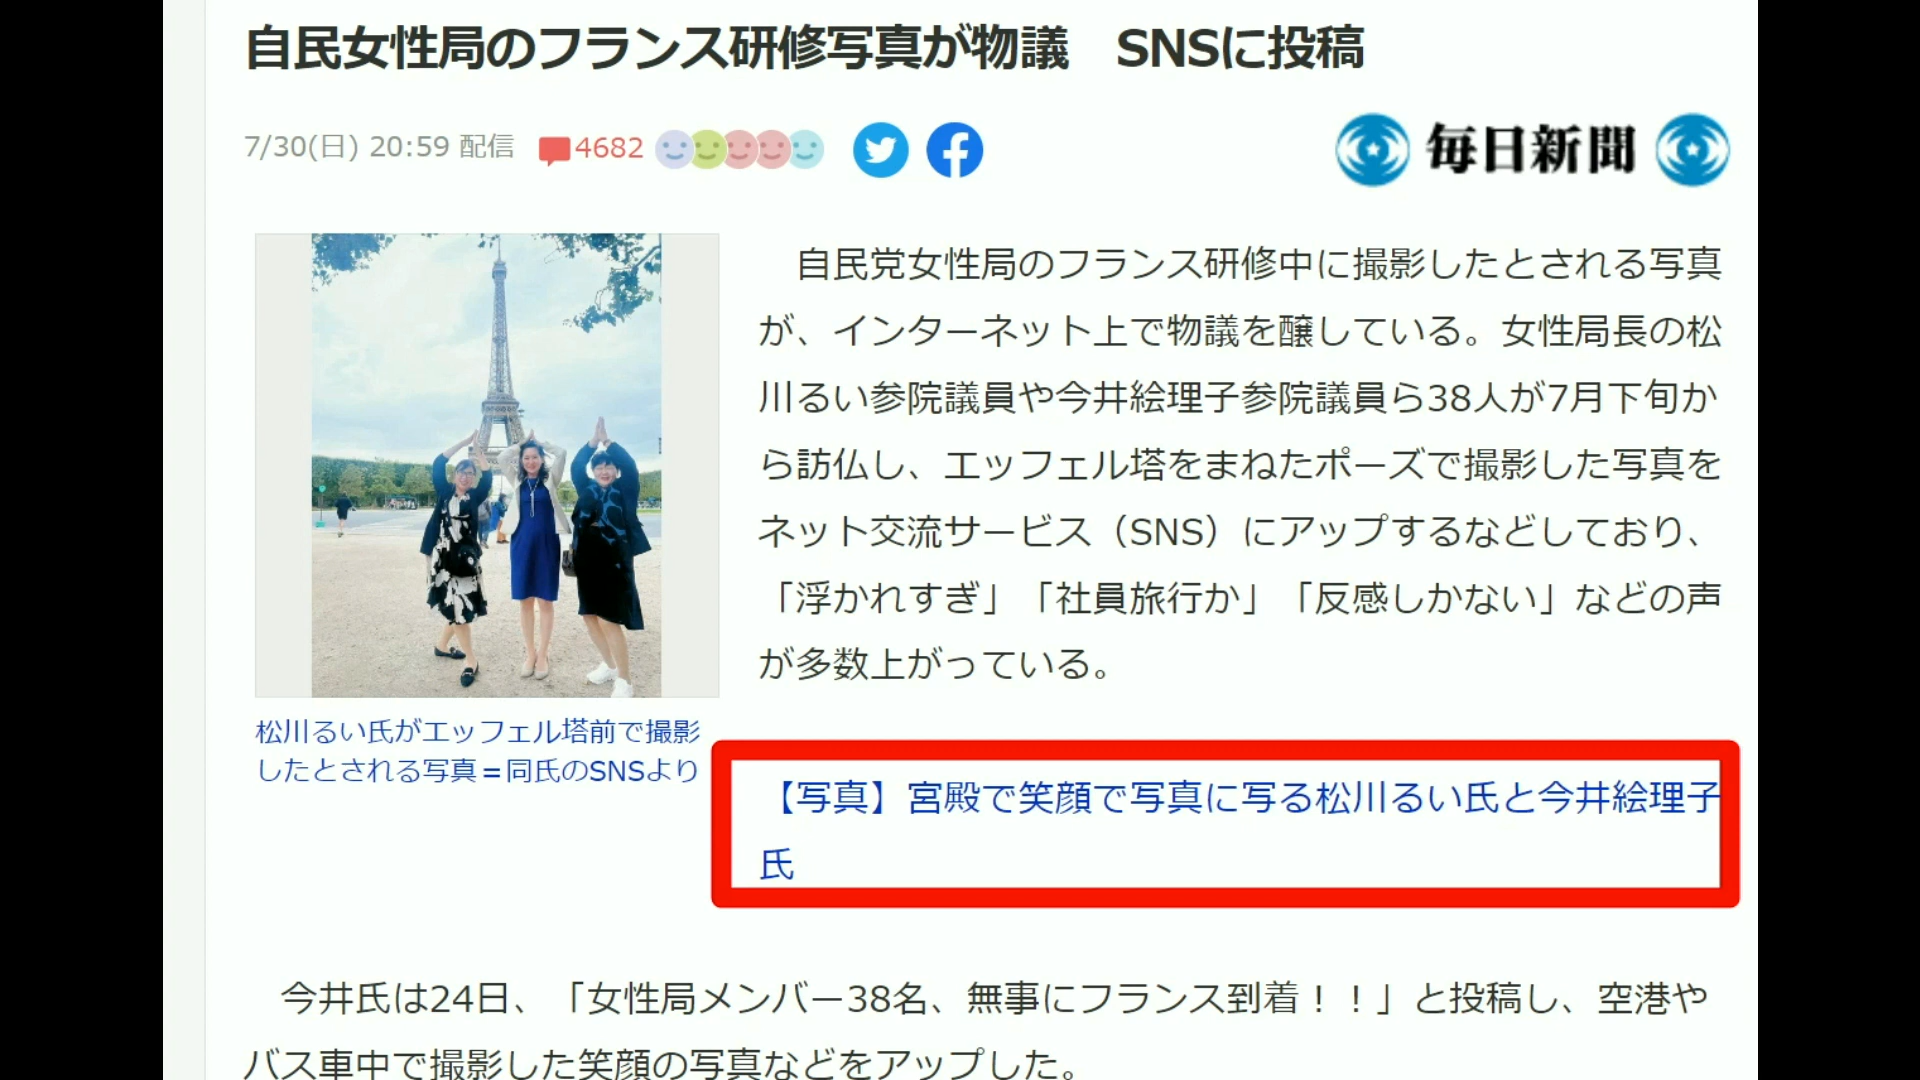 自民女性局のフランス研修写真が物議　SNSに投稿
7/30(日) 20:59 配信
4682
毎日新聞
自民党女性局のフランス研修中に撮影したとされる写真
が、インターネット上で物議を醸している。女性局長の松
川るい参院議員や今井絵理子参院議員ら38人が7月下旬か
ら訪仏し、エッフェル塔をまねたポーズで撮影した写真を
ネット交流サービス（SNS）にアップするなどしており、
「浮かれすぎ」「社員旅行か」「反感しかない」などの声
が多数上がっている。
松川るい氏がエッフェル塔前で撮影
したとされる写真＝同氏のSNSより
【写真】宮殿で笑顔で写真に写る松川るい氏と今井絵理子
氏
今井氏は24日、「女性局メンバー38名、無事にフランス到着！！」と投稿し、空港や
バス車中で撮影した笑顔の写真などをアップした。